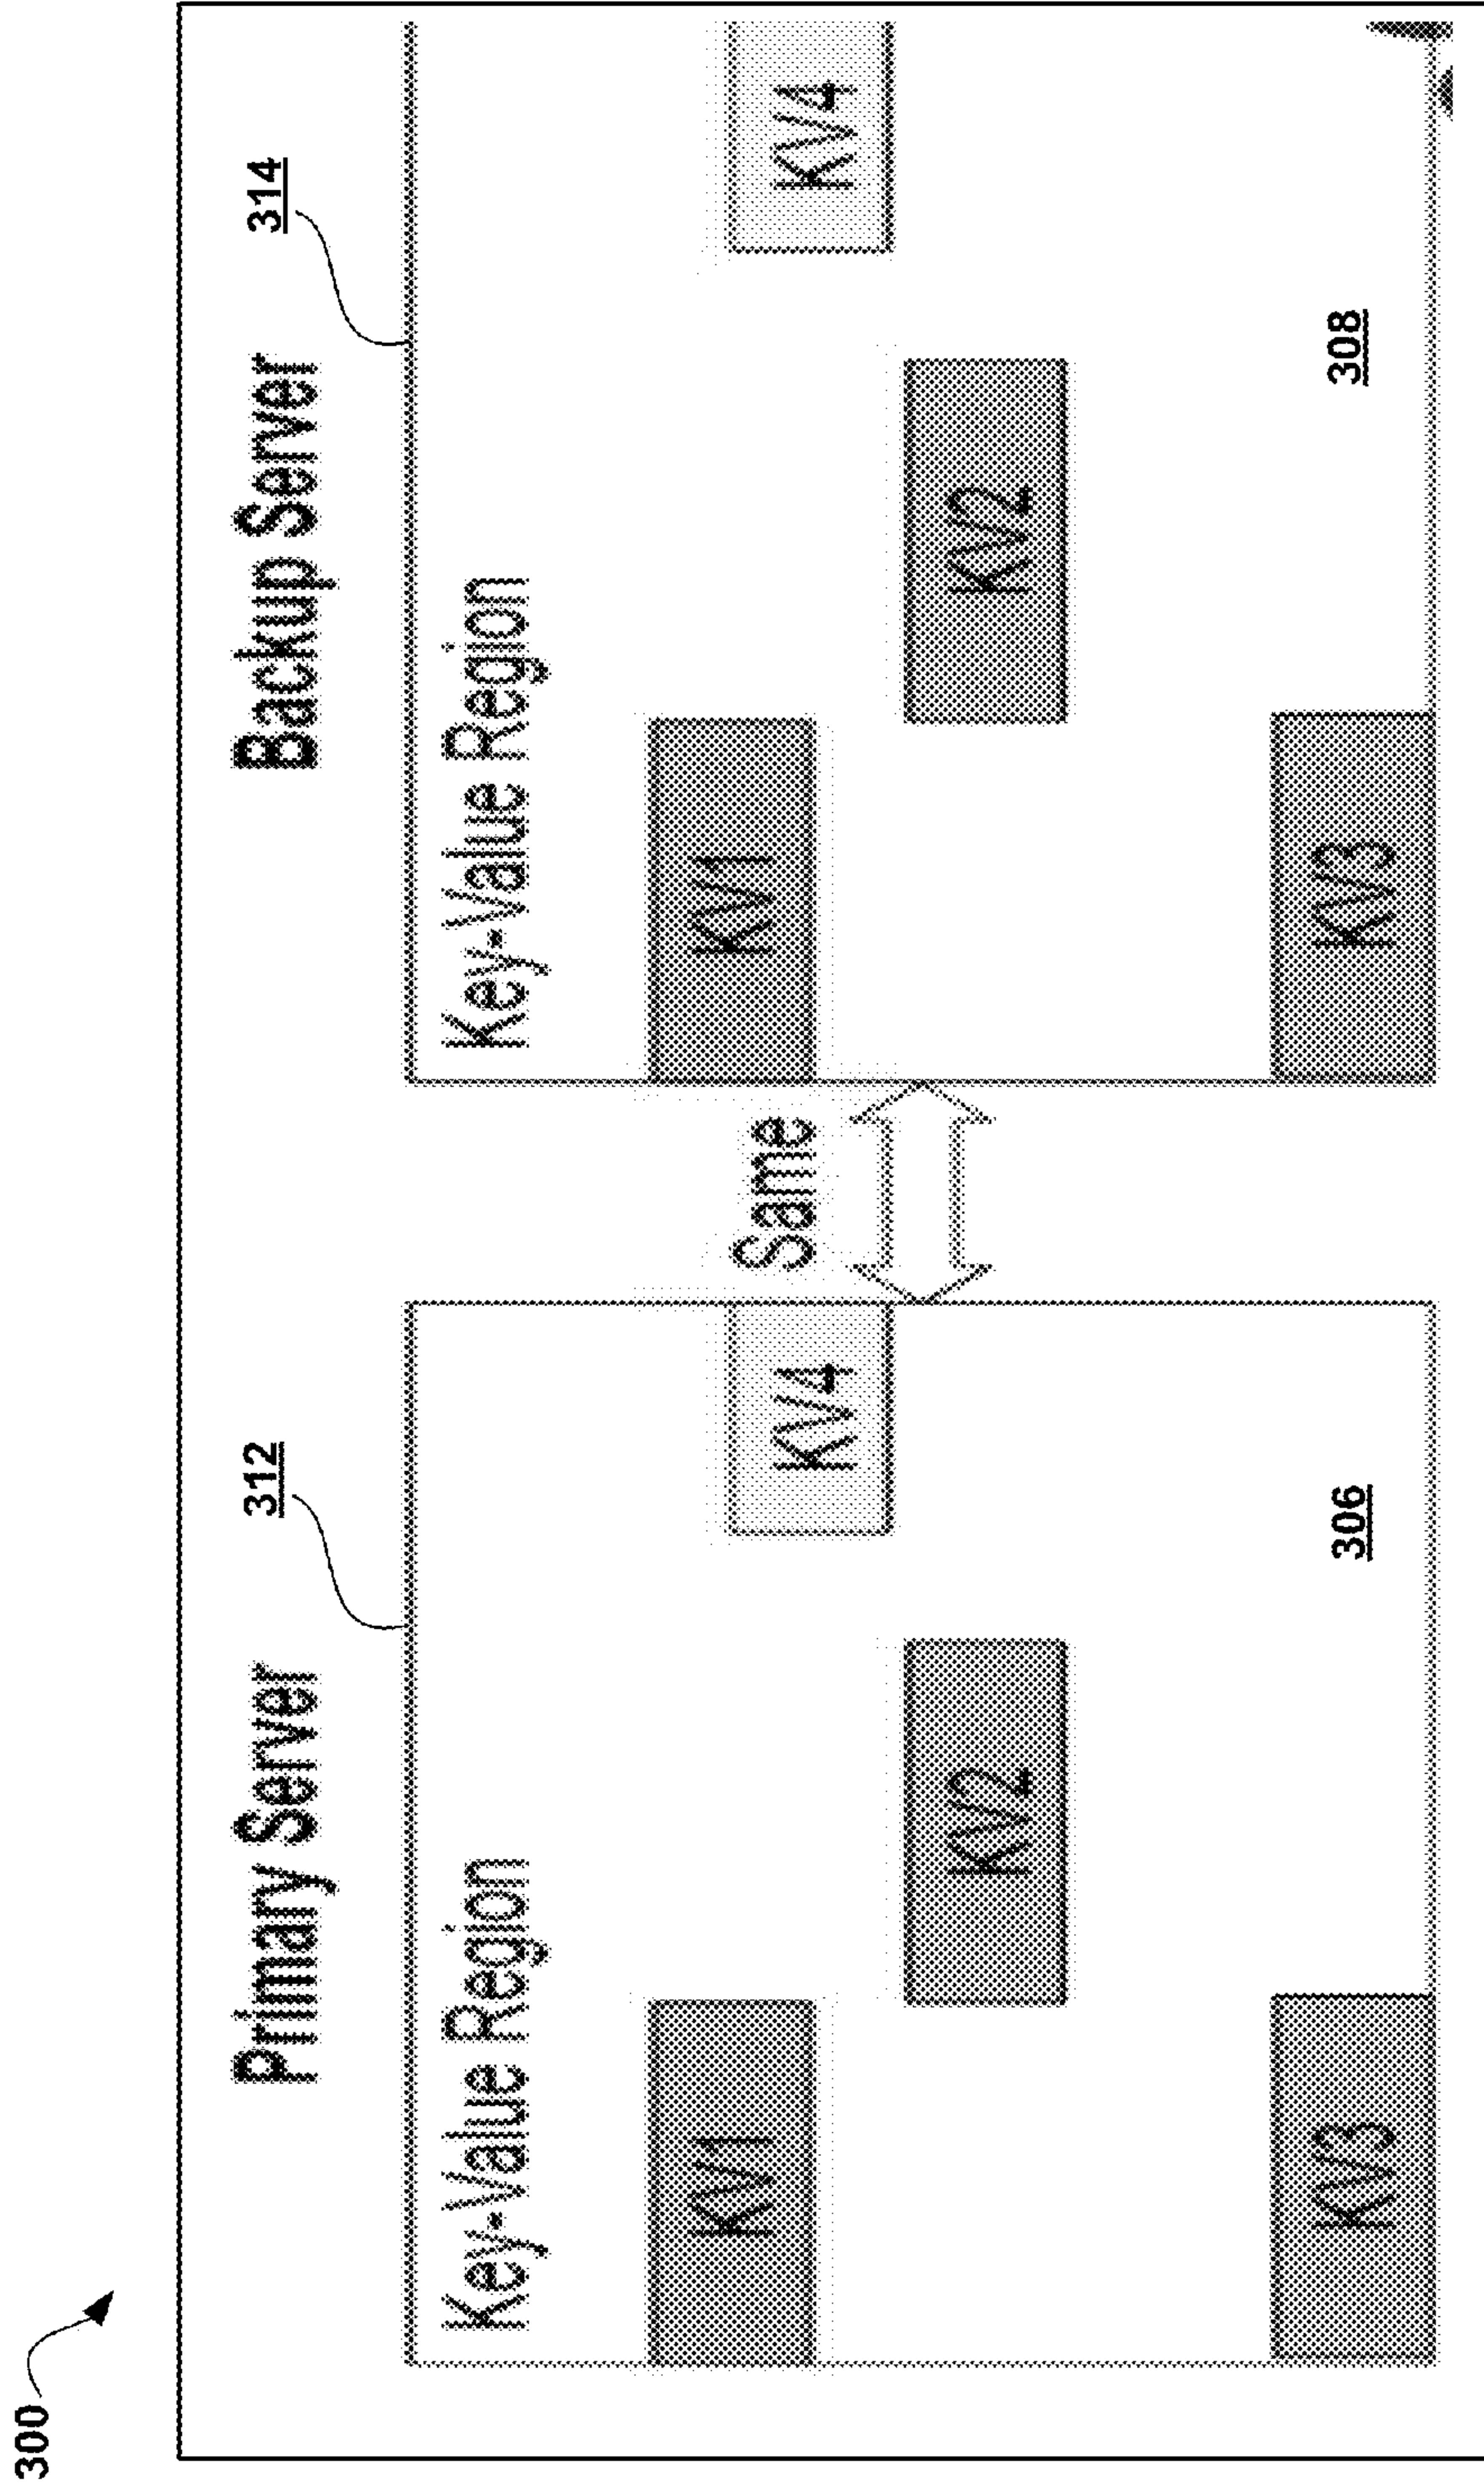 300
Primary Server
Backup Server
312
314
Key-Value Region
Key-Value Region
KV1
KV4
Same
KV1
KV4
KV2
KV2
KV3
306
KV3
308